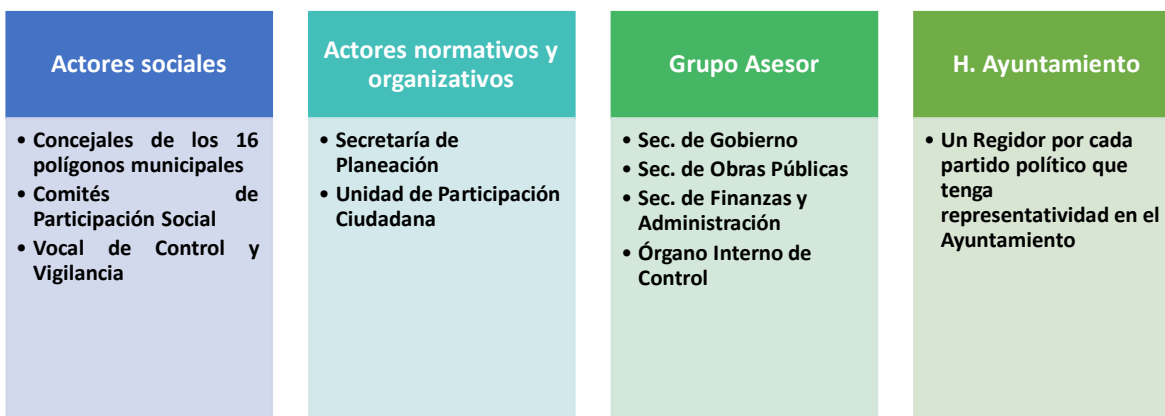 Actores sociales
• Concejales de los 16
polígonos municipales
• Comités de
Participación Social
• Vocal de Control y
Vigilancia
Actores normativos y
organizativos
• Secretaría de
Planeación
• Unidad de Participación
Ciudadana
Grupo Asesor
• Sec. de Gobierno
• Sec. de Obras Públicas
• Sec. de Finanzas y
Administración
• Órgano Interno de
Control
H. Ayuntamiento
• Un Regidor por cada
partido político que
tenga
representatividad en el
Ayuntamiento